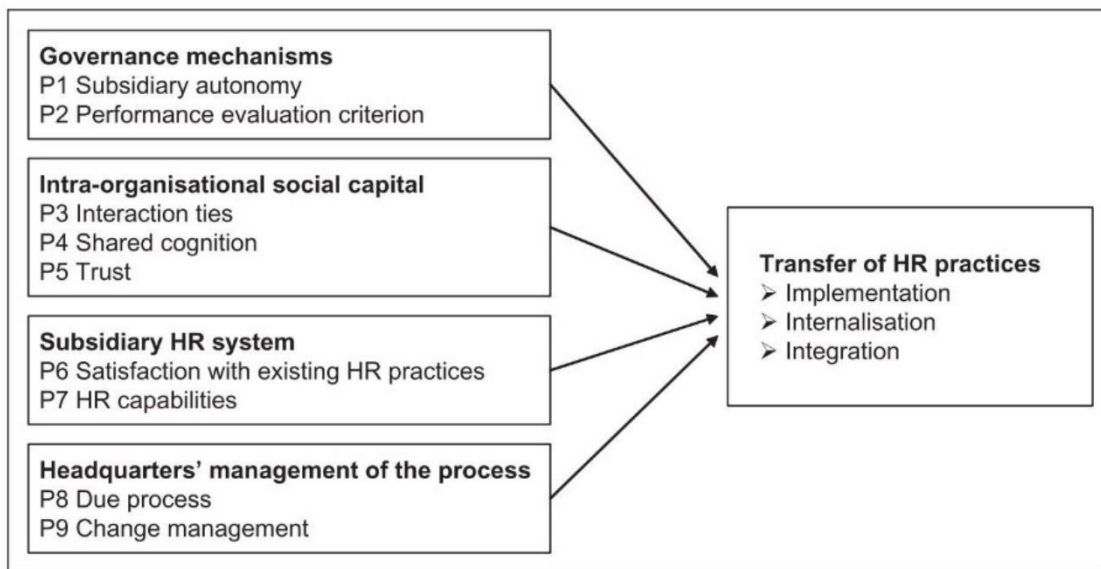 Governance mechanisms
P1 Subsidiary autonomy
P2 Performance evaluation criterion
Intra-organisational social capital
P3 Interaction ties
P4 Shared cognition
P5 Trust
Subsidiary HR system
P6 Satisfaction with existing HR practices
P7 HR capabilities
Headquarters’ management of the process
P8 Due process
P9 Change management
Transfer of HR practices
➢ Implementation
➢ Internalisation
➢ Integration